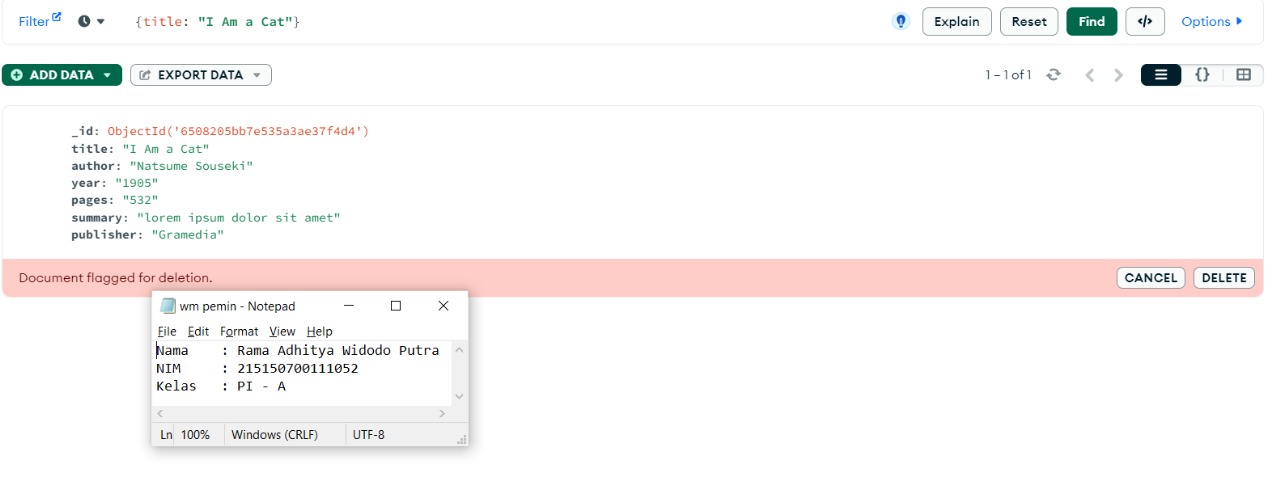 Filter {title: "I Am a Cat"} Explain Reset Find </> Options
ADD DATA EXPORT DATA 1 – 1 of 1 {}
_id: ObjectId('6508205bb7e535a3ae37f4d4')
title: "I Am a Cat"
author: "Natsume Souseki"
year: "1905"
pages: "532"
summary: "lorem ipsum dolor sit amet"
publisher: "Gramedia"
Document flagged for deletion. CANCEL DELETE
wm pemin - Notepad
File Edit Format View Help
Nama : Rama Adhitya Widodo Putra
NIM : 215150700111052
Kelas : PI - A
Ln 100% Windows (CRLF) UTF-8